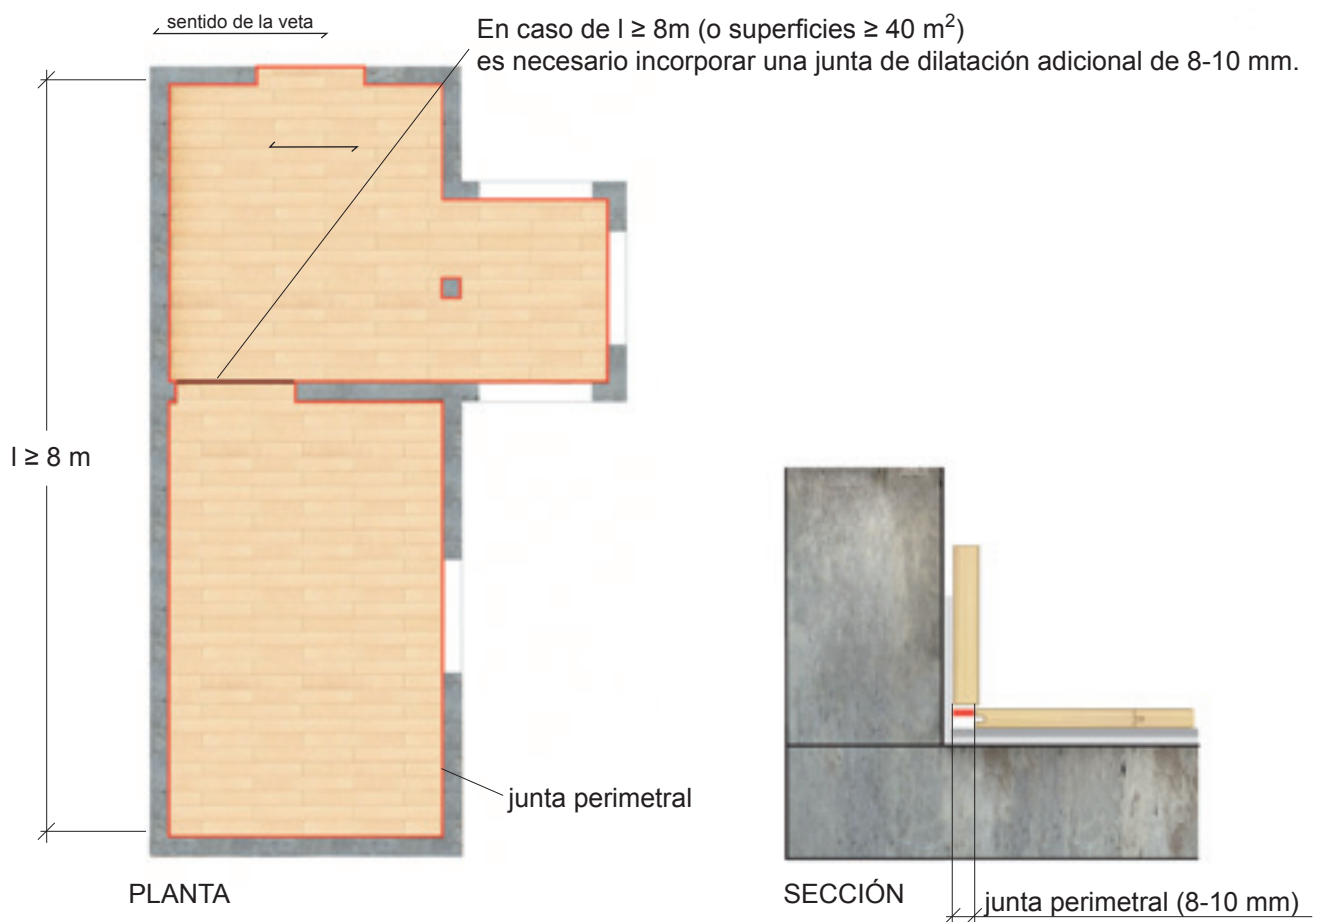 sentido de la veta
En caso de l ≥ 8m (o superficies ≥ 40 m²)
es necesario incorporar una junta de dilatación adicional de 8-10 mm.
l ≥ 8 m
junta perimetral
PLANTA
SECCIÓN
junta perimetral (8-10 mm)